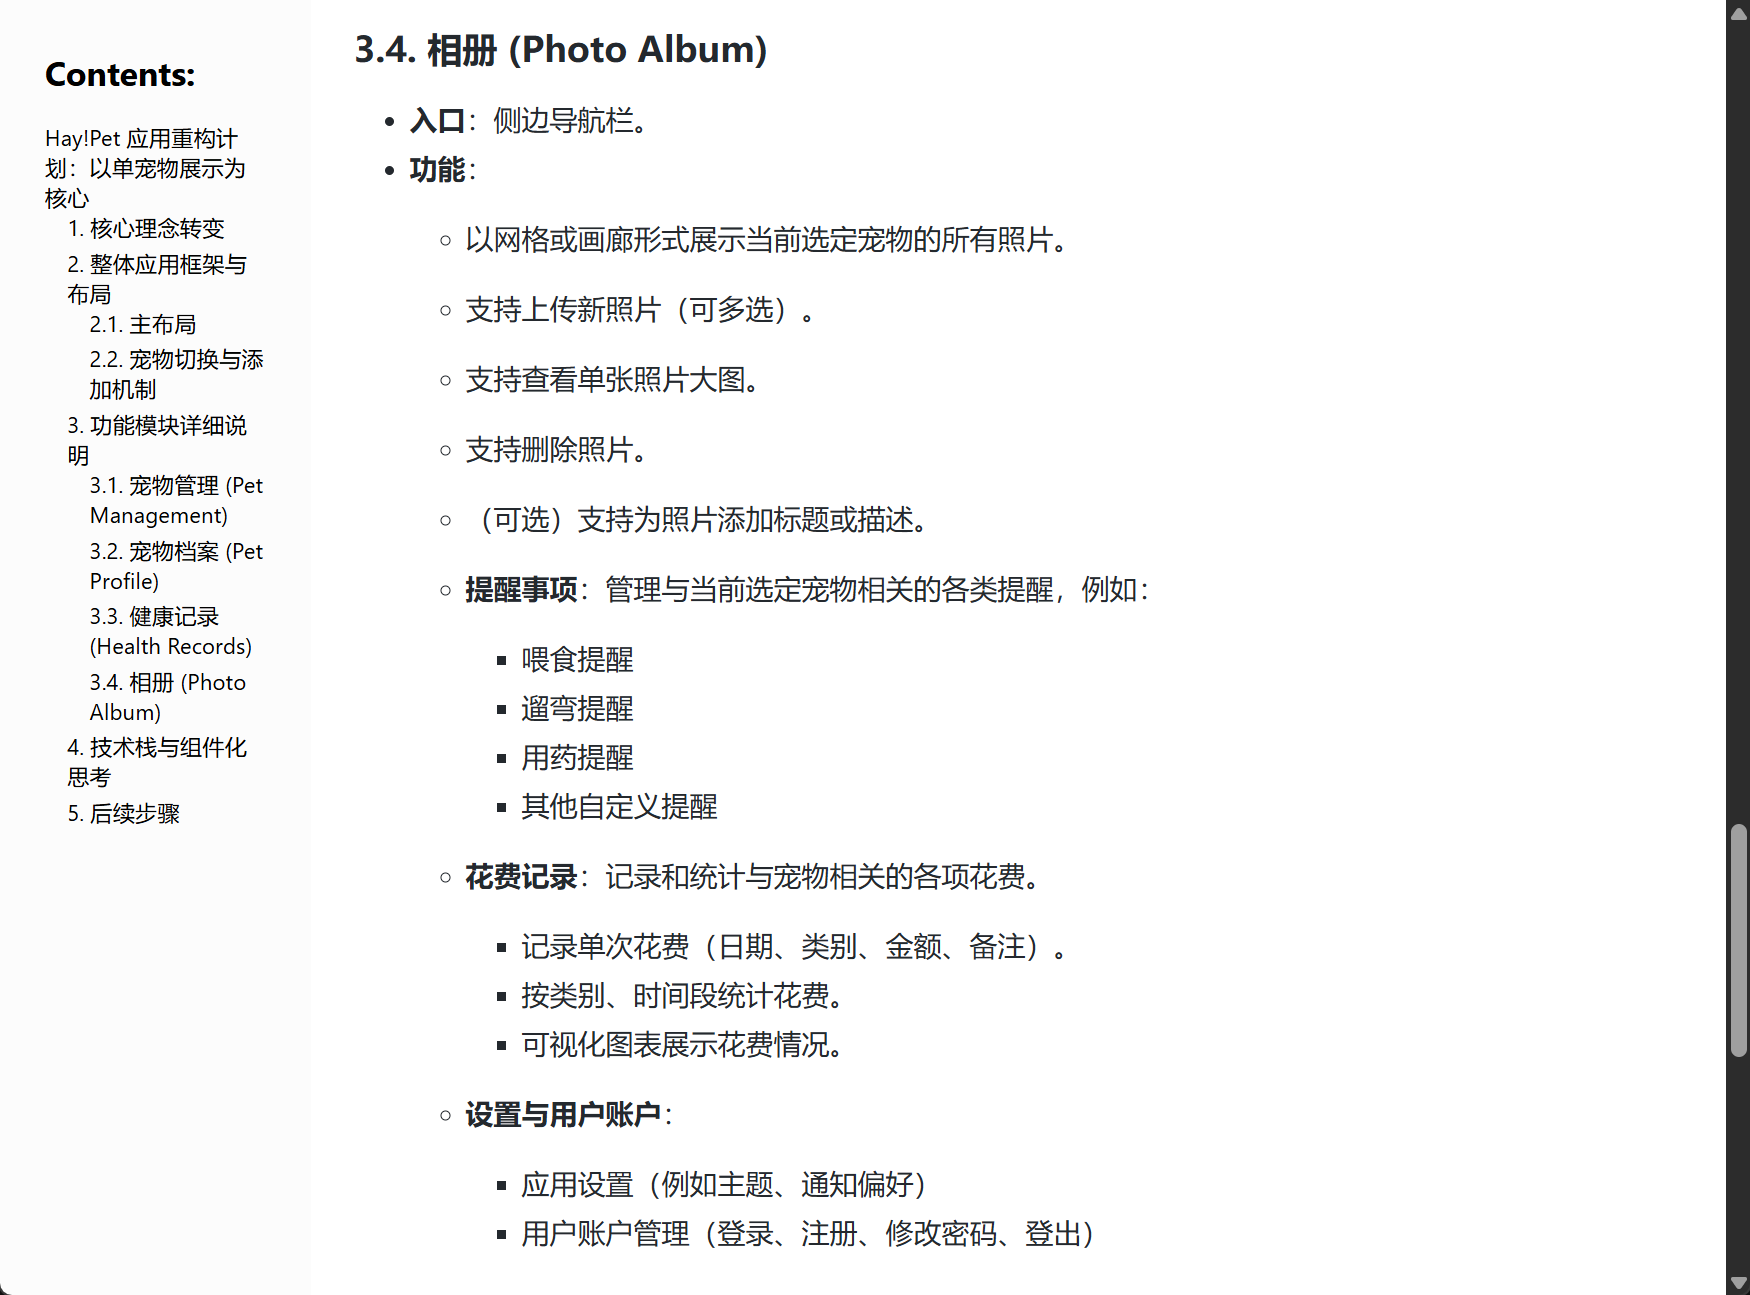 Contents:
Hay!Pet 应用重构计
划：以单宠物展示为
核心
1. 核心理念转变
2. 整体应用框架与
布局
2.1. 主布局
2.2. 宠物切换与添
加机制
3. 功能模块详细说
明
3.1. 宠物管理 (Pet
Management)
3.2. 宠物档案 (Pet
Profile)
3.3. 健康记录
(Health Records)
3.4. 相册 (Photo
Album)
4. 技术栈与组件化
思考
5. 后续步骤
3.4. 相册 (Photo Album)
入口：侧边导航栏。
功能：
以网格或画廊形式展示当前选定宠物的所有照片。
支持上传新照片（可多选）。
支持查看单张照片大图。
支持删除照片。
（可选）支持为照片添加标题或描述。
提醒事项：管理与当前选定宠物相关的各类提醒，例如：
喂食提醒
遛弯提醒
用药提醒
其他自定义提醒
花费记录：记录和统计与宠物相关的各项花费。
记录单次花费（日期、类别、金额、备注）。
按类别、时间段统计花费。
可视化图表展示花费情况。
设置与用户账户：
应用设置（例如主题、通知偏好）
用户账户管理（登录、注册、修改密码、登出）